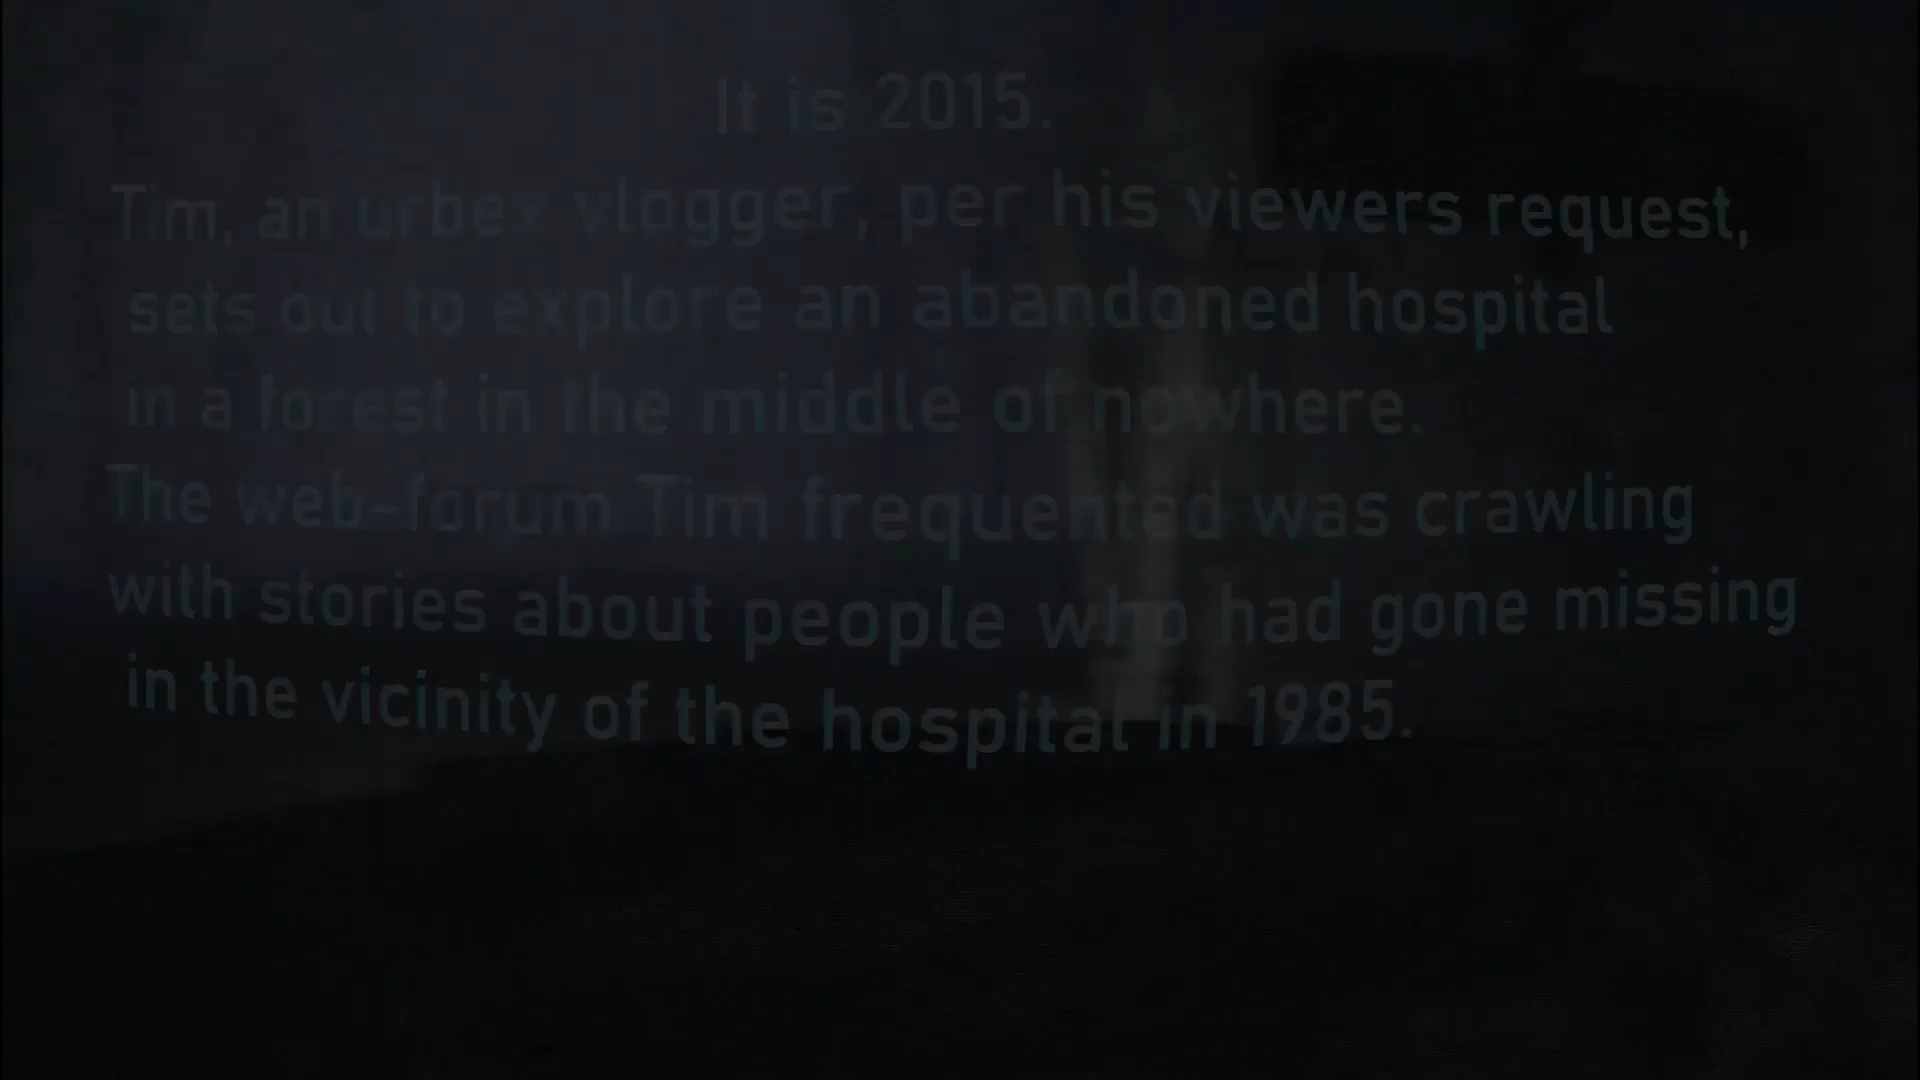 It is 2015.
Tim, an urbex vlogger, per his viewers request,
sets out to explore an abandoned hospital
in a forest in the middle of nowhere.
The web-forum Tim frequented was crawling
with stories about people who had gone missing
in the vicinity of the hospital in 1985.